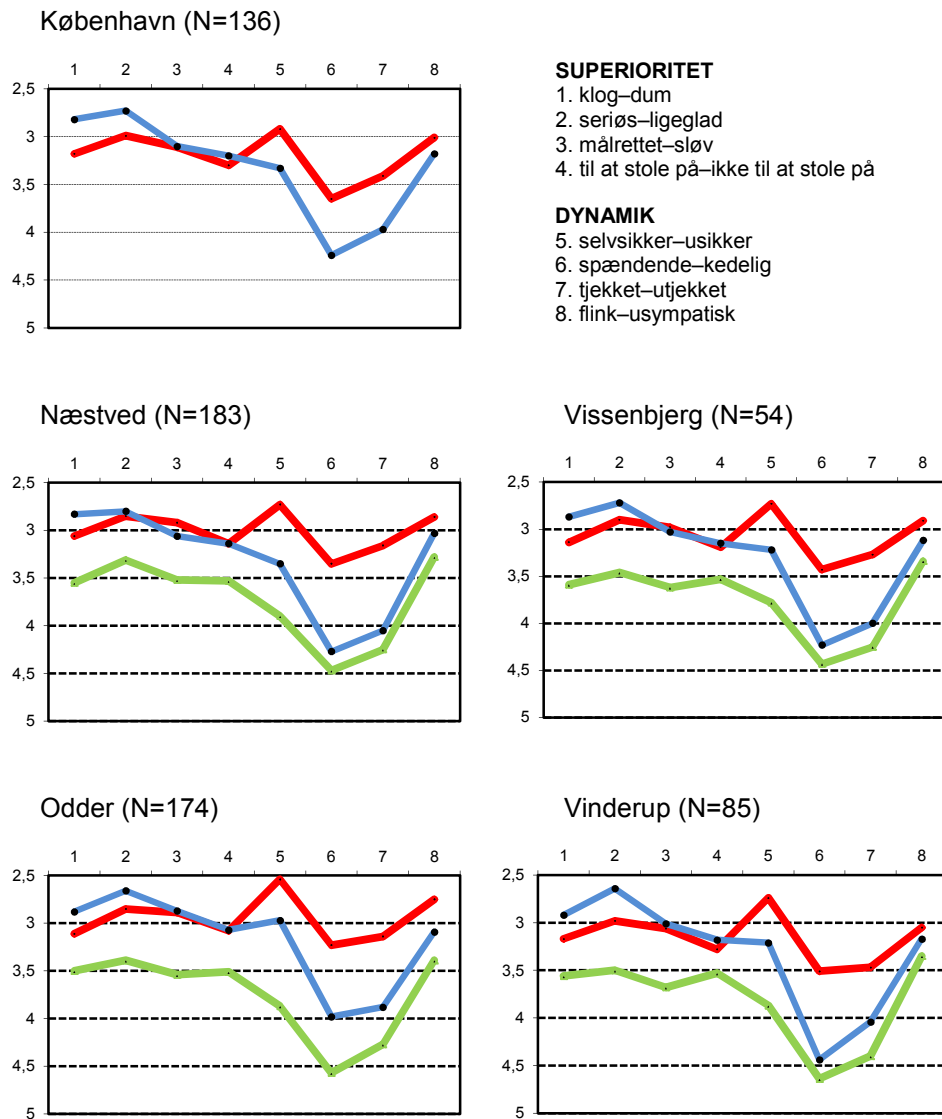 København (N=136)
1 2 3 4 5 6 7 8
2,5
3
3,5
4
4,5
5
SUPERIORITET
1. klog–dum
2. seriøs–ligeglad
3. målrettet–sløv
4. til at stole på–ikke til at stole på
DYNAMIK
5. selvsikker–usikker
6. spændende–kedelig
7. tjekket–utjekket
8. flink–usympatisk
Næstved (N=183)
1 2 3 4 5 6 7 8
2,5
3
3,5
4
4,5
5
Vissenbjerg (N=54)
1 2 3 4 5 6 7 8
2,5
3
3,5
4
4,5
5
Odder (N=174)
1 2 3 4 5 6 7 8
2,5
3
3,5
4
4,5
5
Vinderup (N=85)
1 2 3 4 5 6 7 8
2,5
3
3,5
4
4,5
5